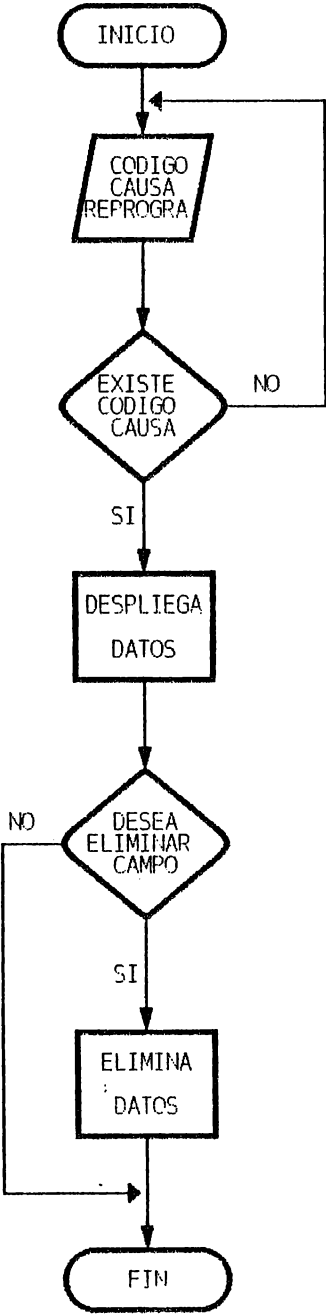 INICIO
CODIGO
CAUSA
REPROGRA
EXISTE
CODIGO
CAUSA
NO
SI
DESPLIEGA
DATOS
NO
DESEA
ELIMINAR
CAMPO
SI
ELIMINA
DATOS
FIN